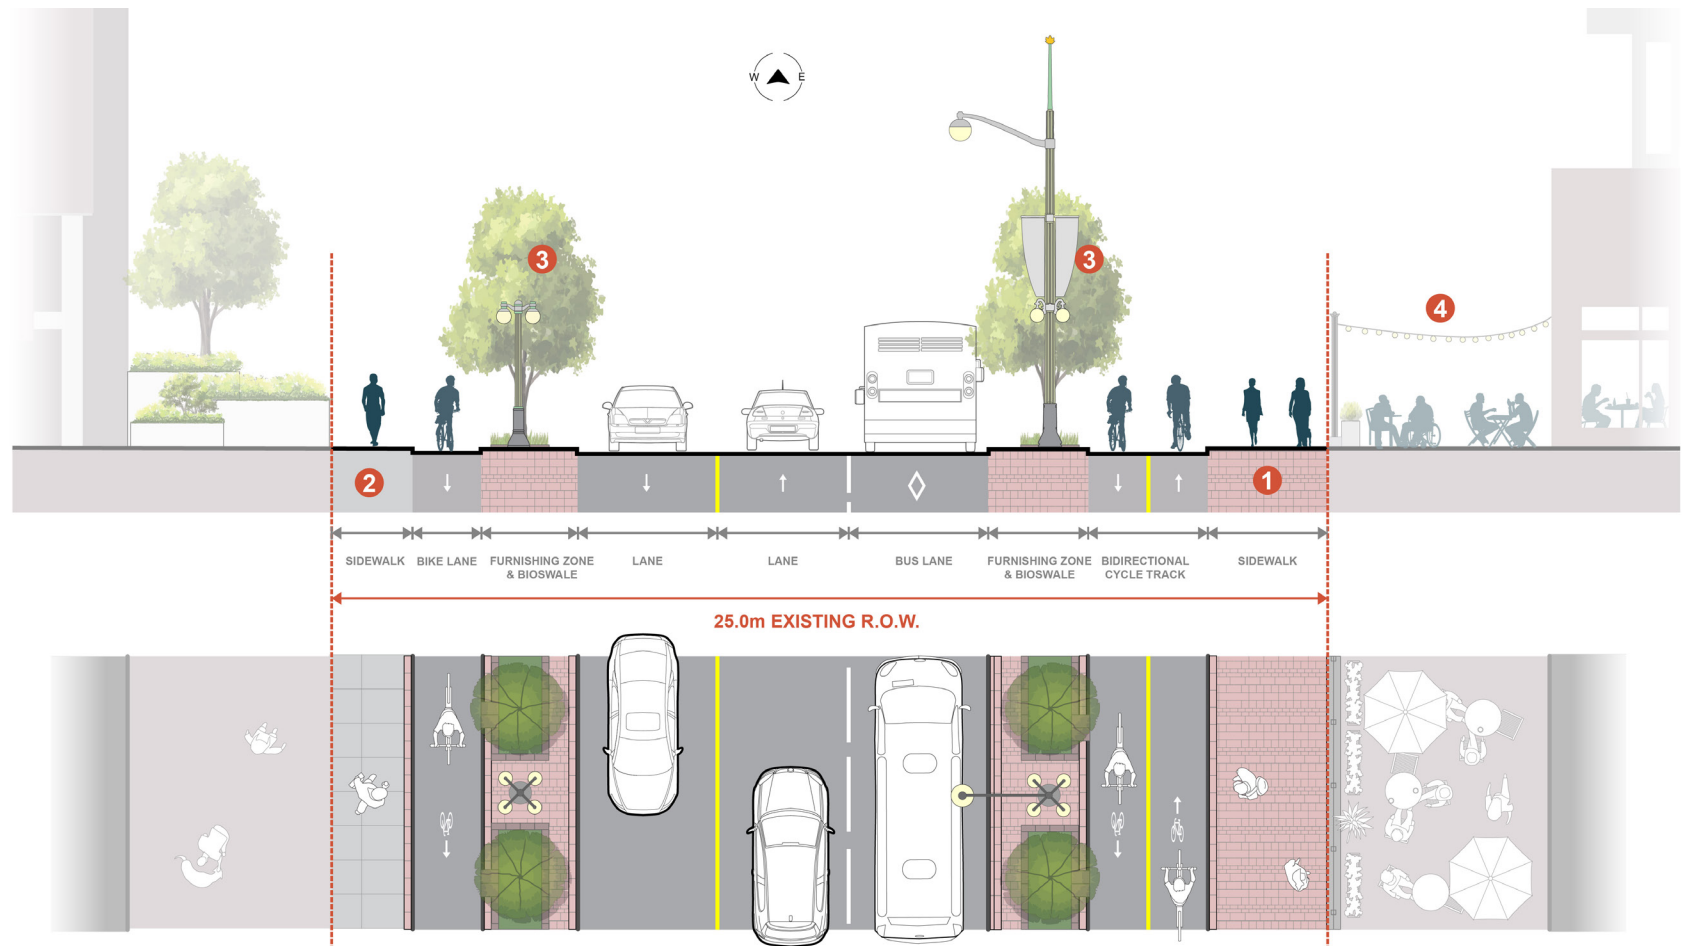 W E
3
3
4
2
1
SIDEWALK
BIKE LANE
FURNISHING ZONE
& BIOSWALE
LANE
LANE
BUS LANE
FURNISHING ZONE
& BIOSWALE
BIDIRECTIONAL
CYCLE TRACK
SIDEWALK
25.0m EXISTING R.O.W.